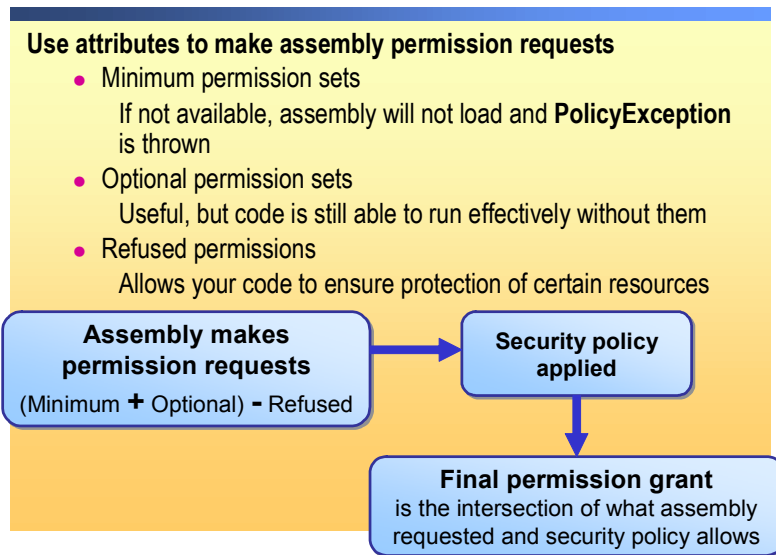 Use attributes to make assembly permission requests
● Minimum permission sets
If not available, assembly will not load and PolicyException
is thrown
● Optional permission sets
Useful, but code is still able to run effectively without them
● Refused permissions
Allows your code to ensure protection of certain resources
Assembly makes
permission requests
(Minimum + Optional) - Refused
Security policy
applied
Final permission grant
is the intersection of what assembly
requested and security policy allows